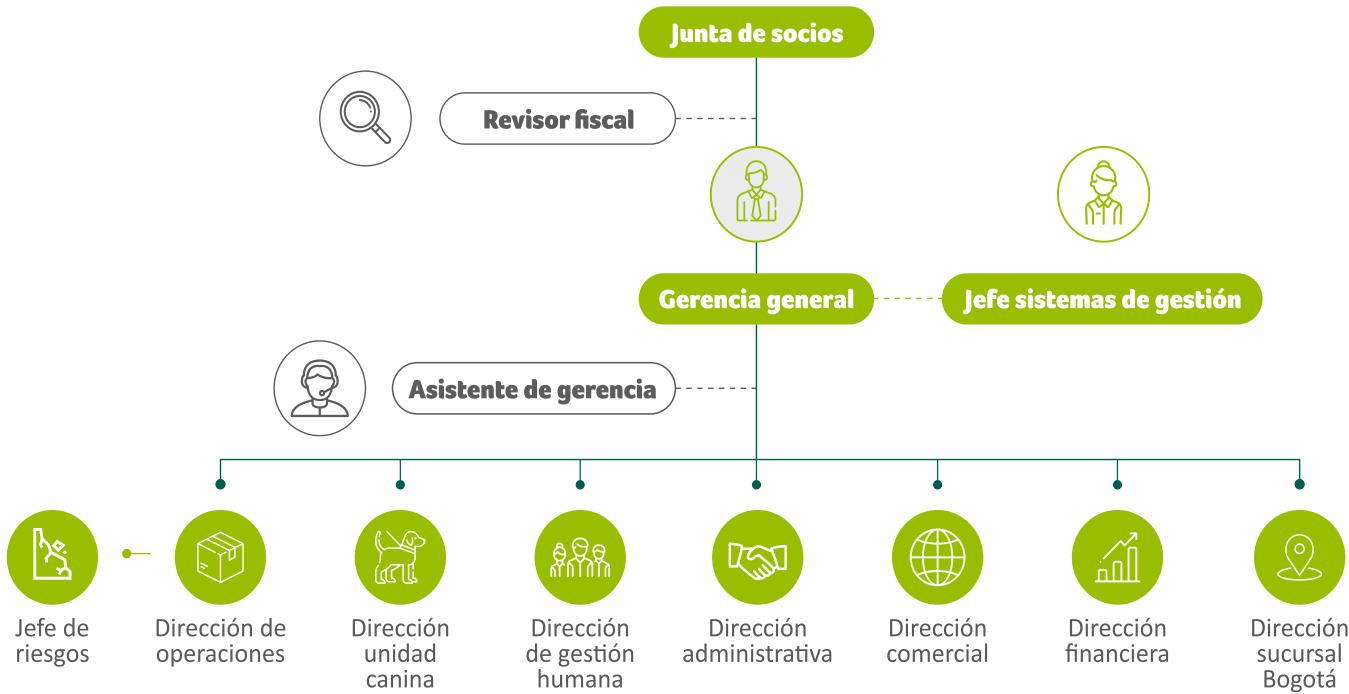 Junta de socios
Revisor fiscal
Gerencia general
Jefe sistemas de gestión
Asistente de gerencia
Jefe de
riesgos
Dirección de
operaciones
Dirección
unidad
canina
Dirección
de gestión
humana
Dirección
administrativa
Dirección
comercial
Dirección
financiera
Dirección
sucursal
Bogotá